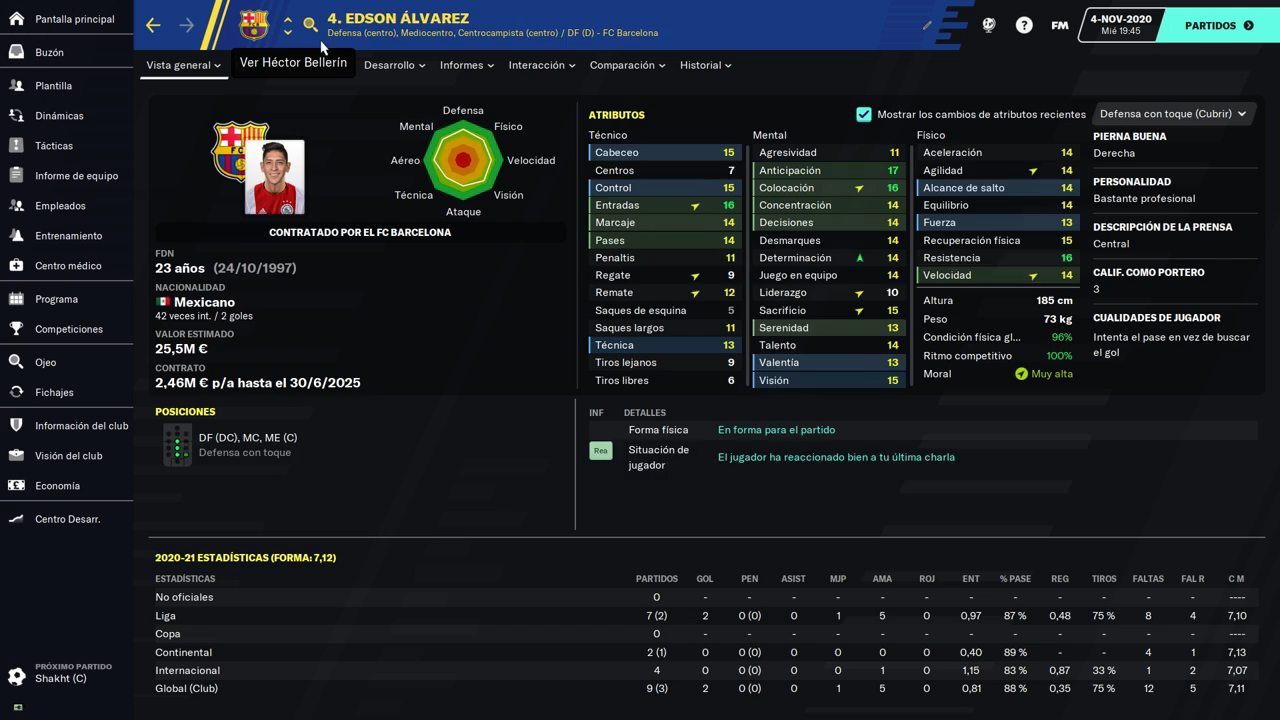 Pantalla principal
Buzón
Plantilla
Dinámicas
Tácticas
Informe de equipo
Empleados
Entrenamiento
Centro médico
Programa
Competiciones
Ojeo
Fichajes
Información del club
Visión del club
Economía
Centro Desarr.
PRÓXIMO PARTIDO
Shakht (C)
4. EDSON ÁLVAREZ
Defensa (centro), Mediocentro, Centrocampista (centro) / DF (D) - FC Barcelona
FM
4-NOV-2020
Mié 19:45
PARTIDOS
Vista general
Ver Héctor Bellerín
Desarrollo
Informes
Interacción
Comparación
Historial
Defensa
Físico
Velocidad
Visión
Ataque
Técnica
Aéreo
Mental
CONTRATADO POR EL FC BARCELONA
FDN
23 años (24/10/1997)
NACIONALIDAD
Mexicano
42 veces int. / 2 goles
VALOR ESTIMADO
25,5M €
CONTRATO
2,46M € p/a hasta el 30/6/2025
ATRIBUTOS
Mostrar los cambios de atributos recientes
Defensa con toque (Cubrir)
Técnico
Cabeceo 15
Centros 7
Control 15
Entradas 16
Marcaje 14
Pases 14
Penaltis 11
Regate 9
Remate 12
Saques de esquina 5
Saques largos 11
Técnica 13
Tiros lejanos 9
Tiros libres 6
Mental
Agresividad 11
Anticipación 17
Colocación 16
Concentración 14
Decisiones 14
Desmarques 14
Determinación 14
Juego en equipo 14
Liderazgo 10
Sacrificio 15
Serenidad 13
Talento 14
Valentía 13
Visión 15
Físico
Aceleración 14
Agilidad 14
Alcance de salto 14
Equilibrio 14
Fuerza 13
Recuperación física 15
Resistencia 16
Velocidad 14
Altura 185 cm
Peso 73 kg
Condición física gl... 96%
Ritmo competitivo 100%
Moral Muy alta
PIERNA BUENA
Derecha
PERSONALIDAD
Bastante profesional
DESCRIPCIÓN DE LA PRENSA
Central
CALIF. COMO PORTERO
3
CUALIDADES DE JUGADOR
Intenta el pase en vez de buscar
el gol
POSICIONES
DF (DC), MC, ME (C)
Defensa con toque
INF DETALLES
Forma física En forma para el partido
Rea Situación de jugador El jugador ha reaccionado bien a tu última charla
2020-21 ESTADÍSTICAS (FORMA: 7,12)
ESTADÍSTICAS PARTIDOS GOL PEN ASIST MJP AMA ROJ ENT % PASE REG TIROS FALTAS FAL R C M
No oficiales 0 - - - - - - - - - - - - ----
Liga 7 (2) 2 0 (0) 0 1 5 0 0,97 87 % 0,48 75 % 8 4 7,10
Copa 0 - - - - - - - - - - - - ----
Continental 2 (1) 0 0 (0) 0 0 0 0 0,40 89 % - - 4 1 7,13
Internacional 4 0 0 (0) 0 0 1 0 1,15 83 % 0,87 33 % 1 2 7,07
Global (Club) 9 (3) 2 0 (0) 0 1 5 0 0,81 88 % 0,35 75 % 12 5 7,11